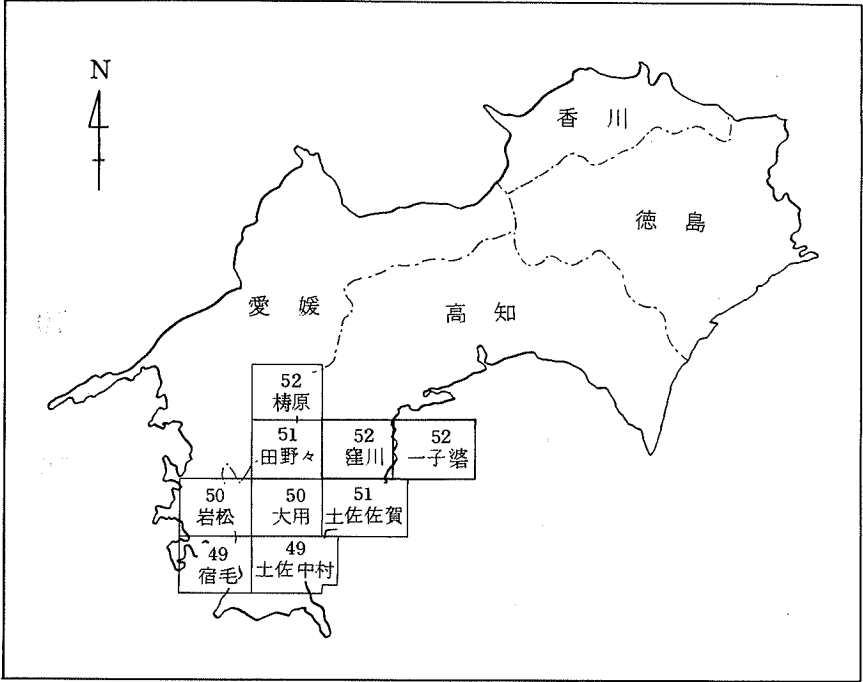 N
香川
徳島
愛媛
高知
52
梼原
51
田野々
52
窪川
52
一子碆
50
岩松
50
大用
51
土佐佐賀
49
宿毛
49
土佐中村